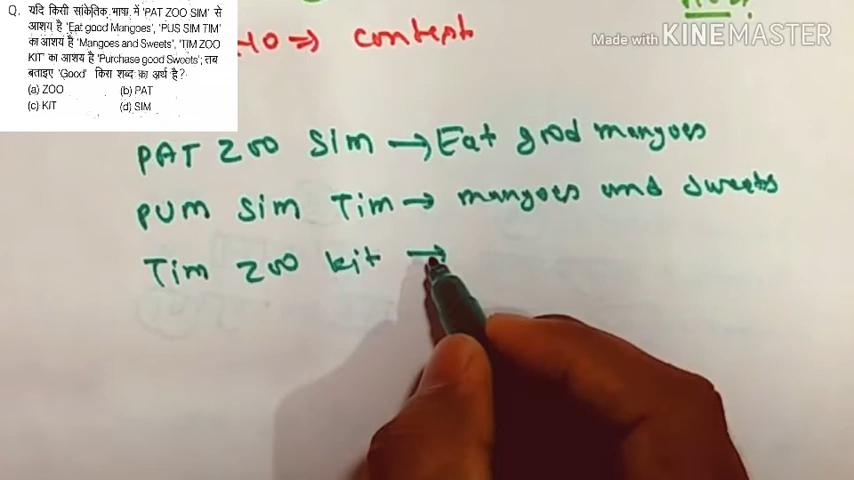 Q. यदि किसी सांकेतिक भाषा में 'PAT ZOO SIM' से
आशय है 'Eat good Mangoes', 'PUS SIM TIM'
का आशय है 'Mangoes and Sweets', 'TIM ZOO
KIT' का आशय है 'Purchase good Sweets'; तब
बताइए 'Good' किस शब्द का अर्थ है?
(a) ZOO (b) PAT
(c) KIT (d) SIM
Made with KINEMASTER
PAT ZOO SIM → Eat good mangoes
PUM SIM TIM → mangoes and sweets
Tim zoo kit →